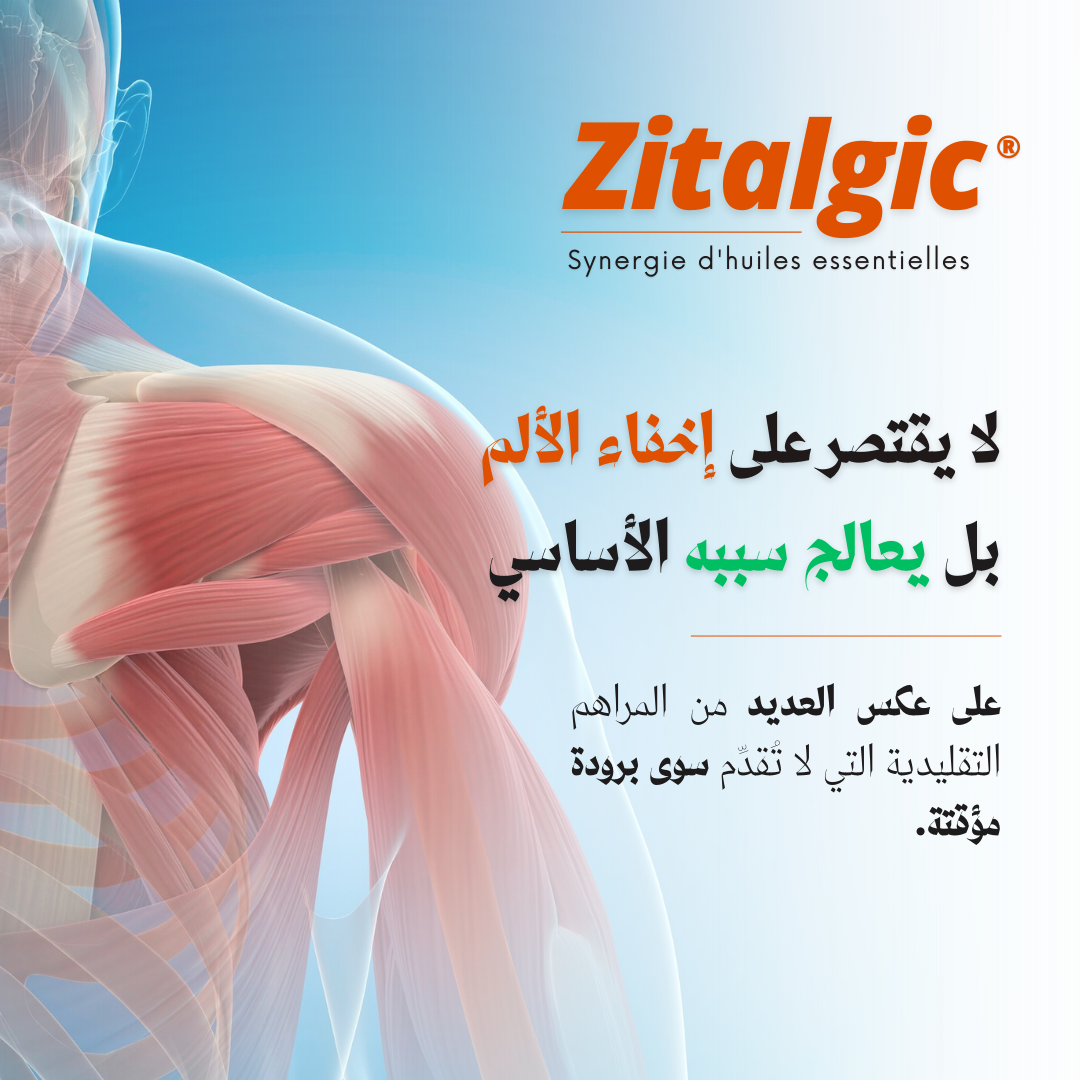 Zitalgic®
Synergie d'huiles essentielles
لا يقتصر على إخفاء الألم
بل يعالج سببه الأساسي
على عكس العديد من المراهم
التقليدية التي لا تُقدِّم سوى برودة
مؤقتة.